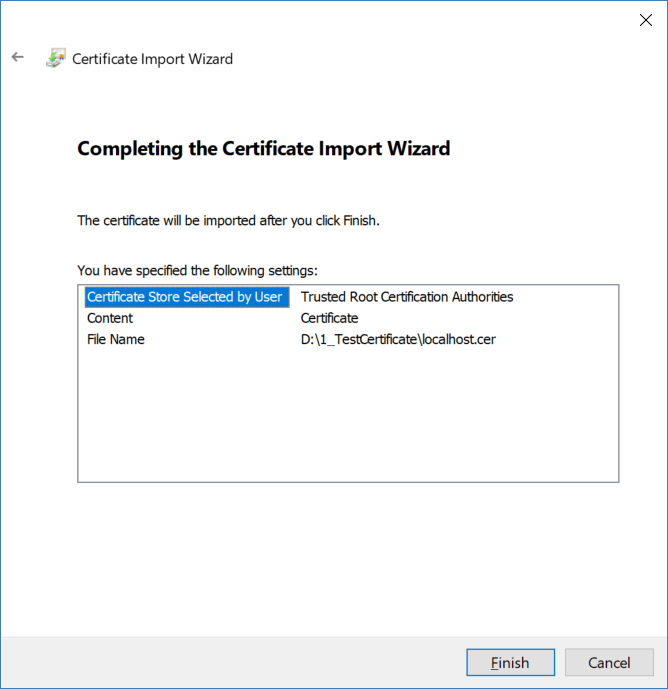 Certificate Import Wizard
Completing the Certificate Import Wizard
The certificate will be imported after you click Finish.
You have specified the following settings:
Certificate Store Selected by User Trusted Root Certification Authorities
Content Certificate
File Name D:\1_TestCertificate\localhost.cer
Finish Cancel